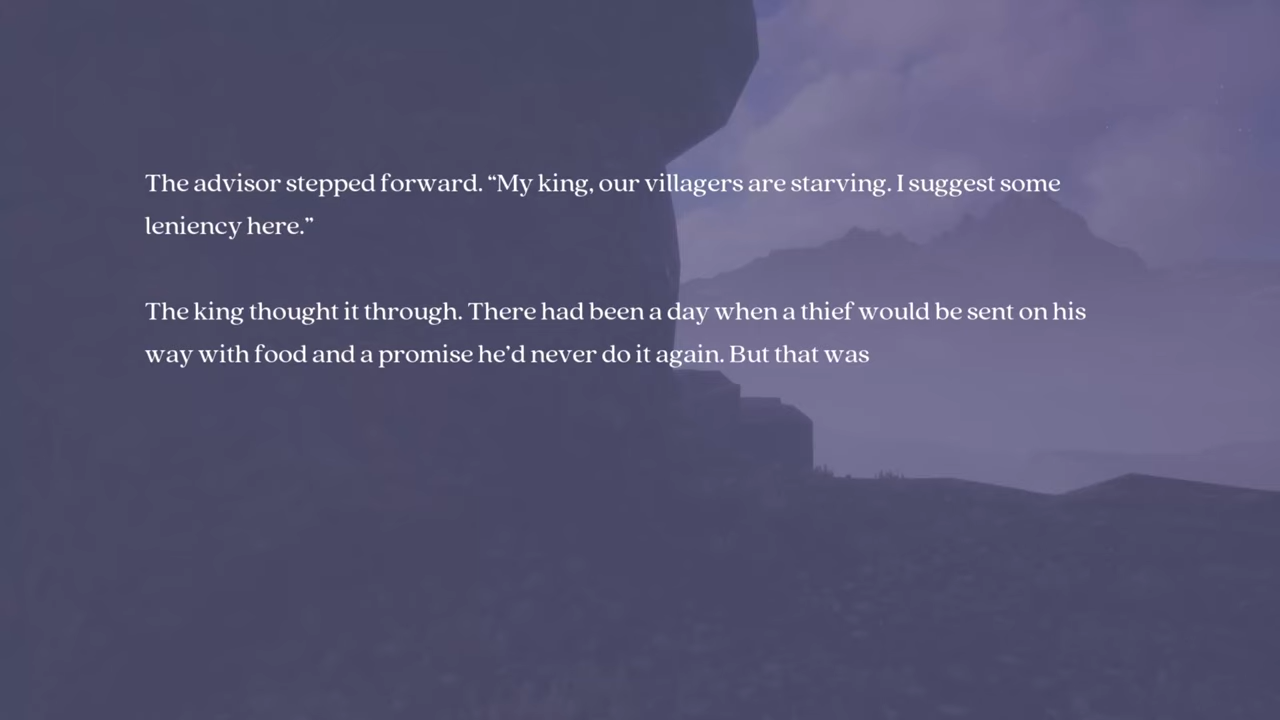 The advisor stepped forward. “My king, our villagers are starving. I suggest some
leniency here.”
The king thought it through. There had been a day when a thief would be sent on his
way with food and a promise he’d never do it again. But that was